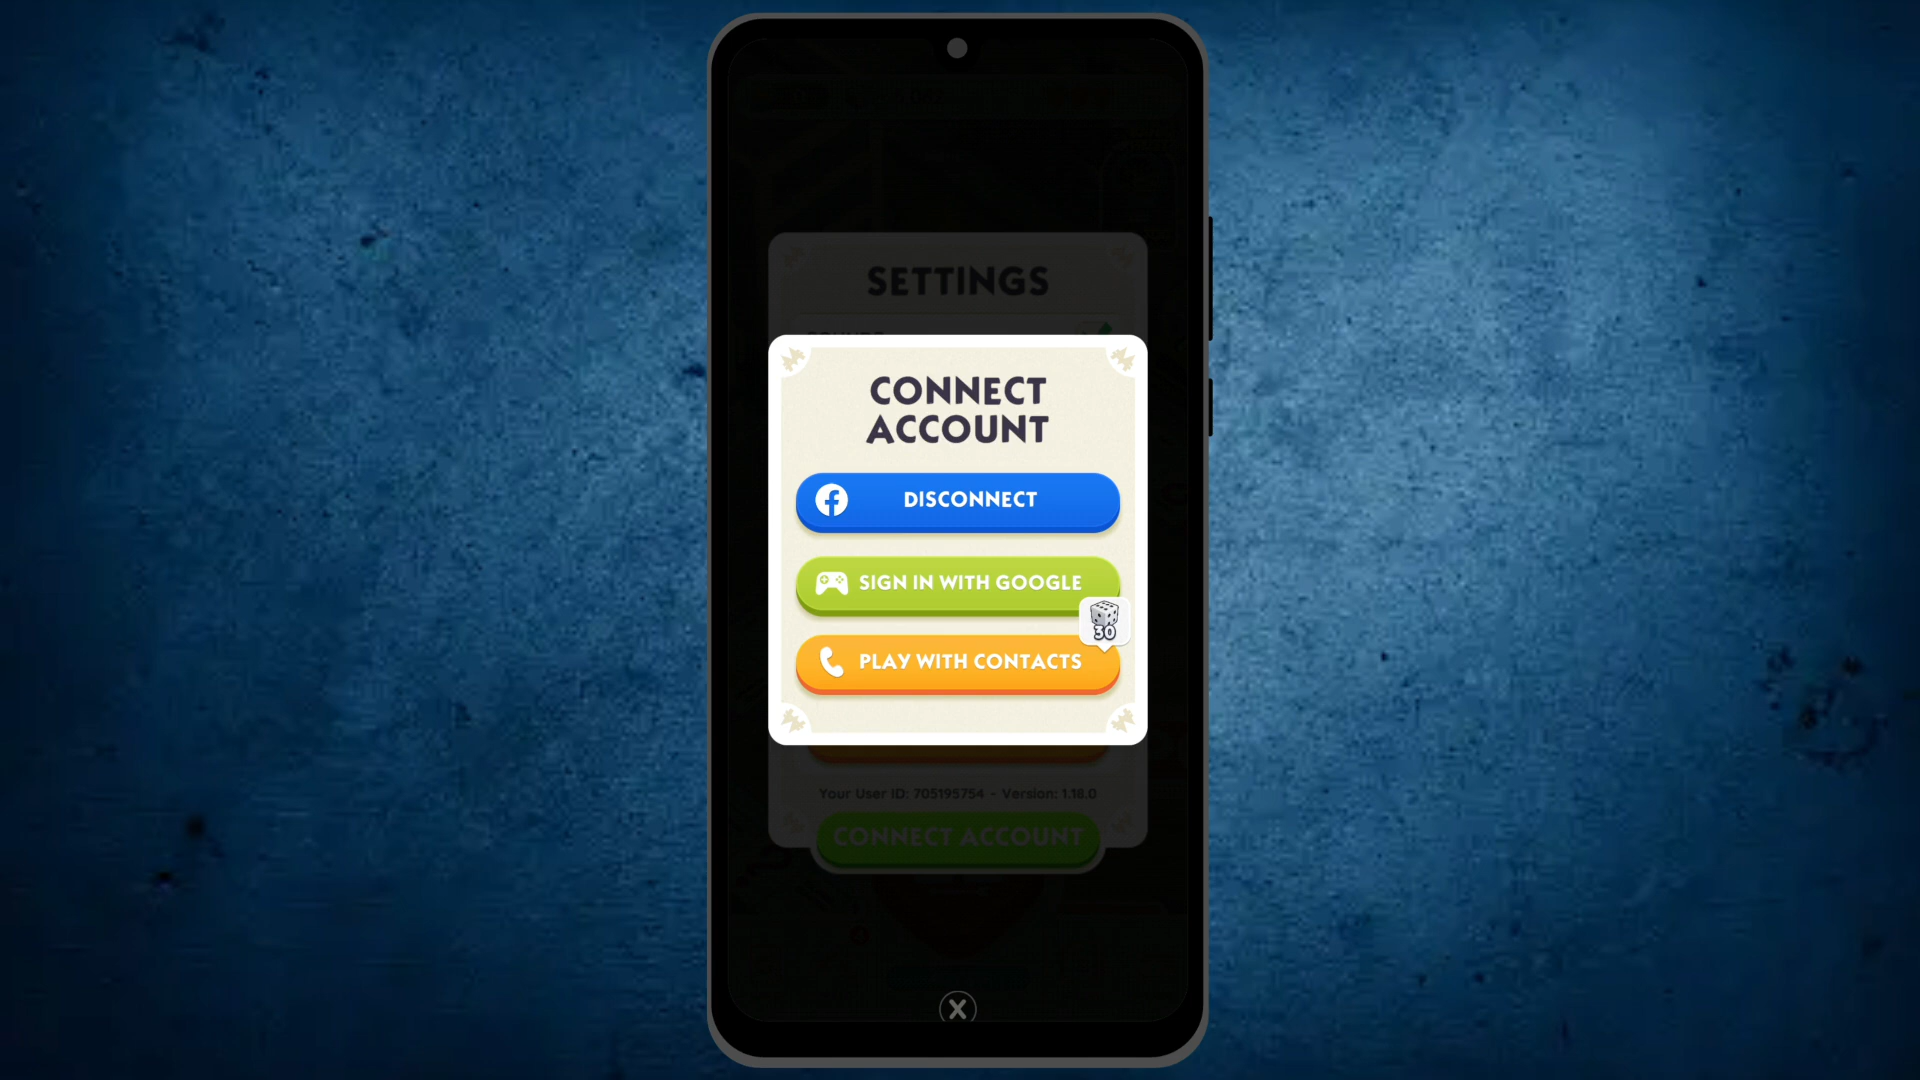 SETTINGS
CONNECT
ACCOUNT
DISCONNECT
SIGN IN WITH GOOGLE
30
PLAY WITH CONTACTS
Your User ID: 705195754 - Version: 1.18.0
CONNECT ACCOUNT
X